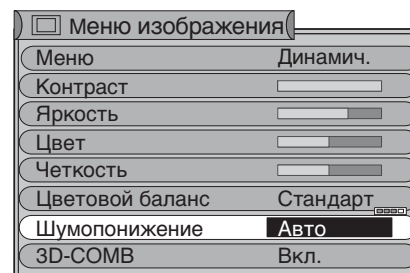 Меню изображения
Меню Динамич.
Контраст
Яркость
Цвет
Четкость
Цветовой баланс Стандарт
Шумопонижение Авто
3D-COMB Вкл.